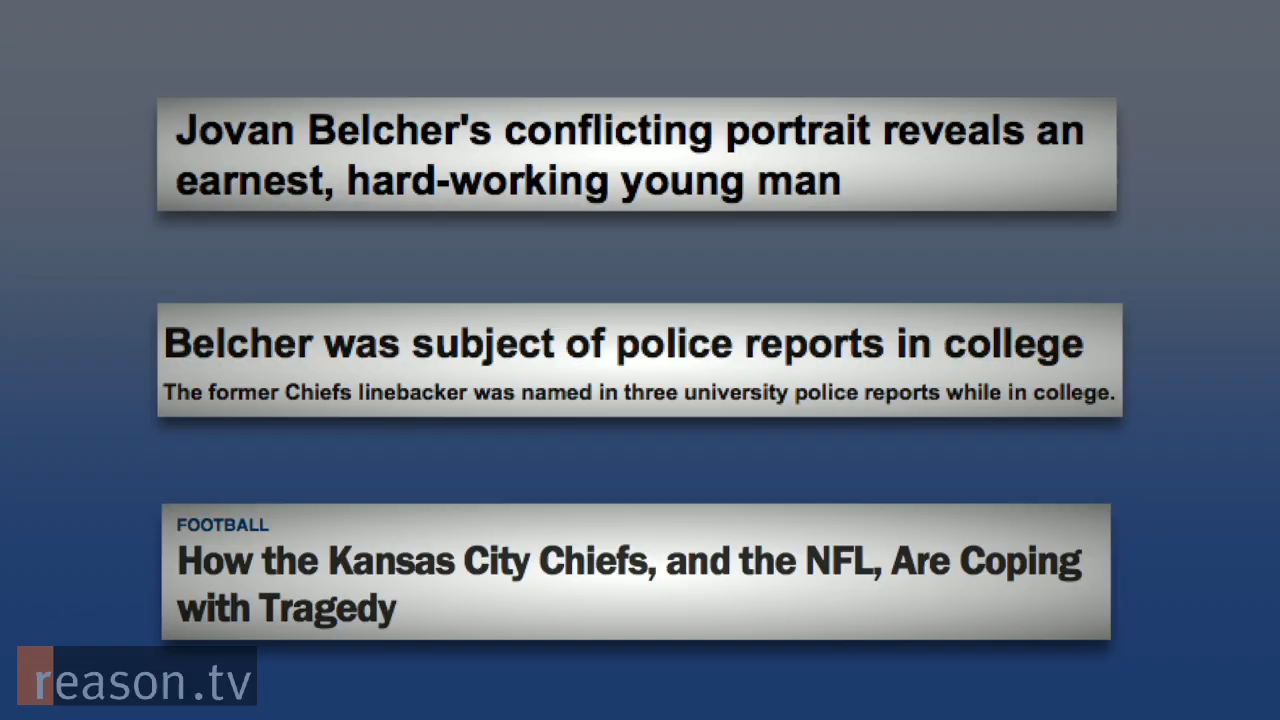 Jovan Belcher's conflicting portrait reveals an
earnest, hard-working young man
Belcher was subject of police reports in college
The former Chiefs linebacker was named in three university police reports while in college.
FOOTBALL
How the Kansas City Chiefs, and the NFL, Are Coping
with Tragedy
reason.tv